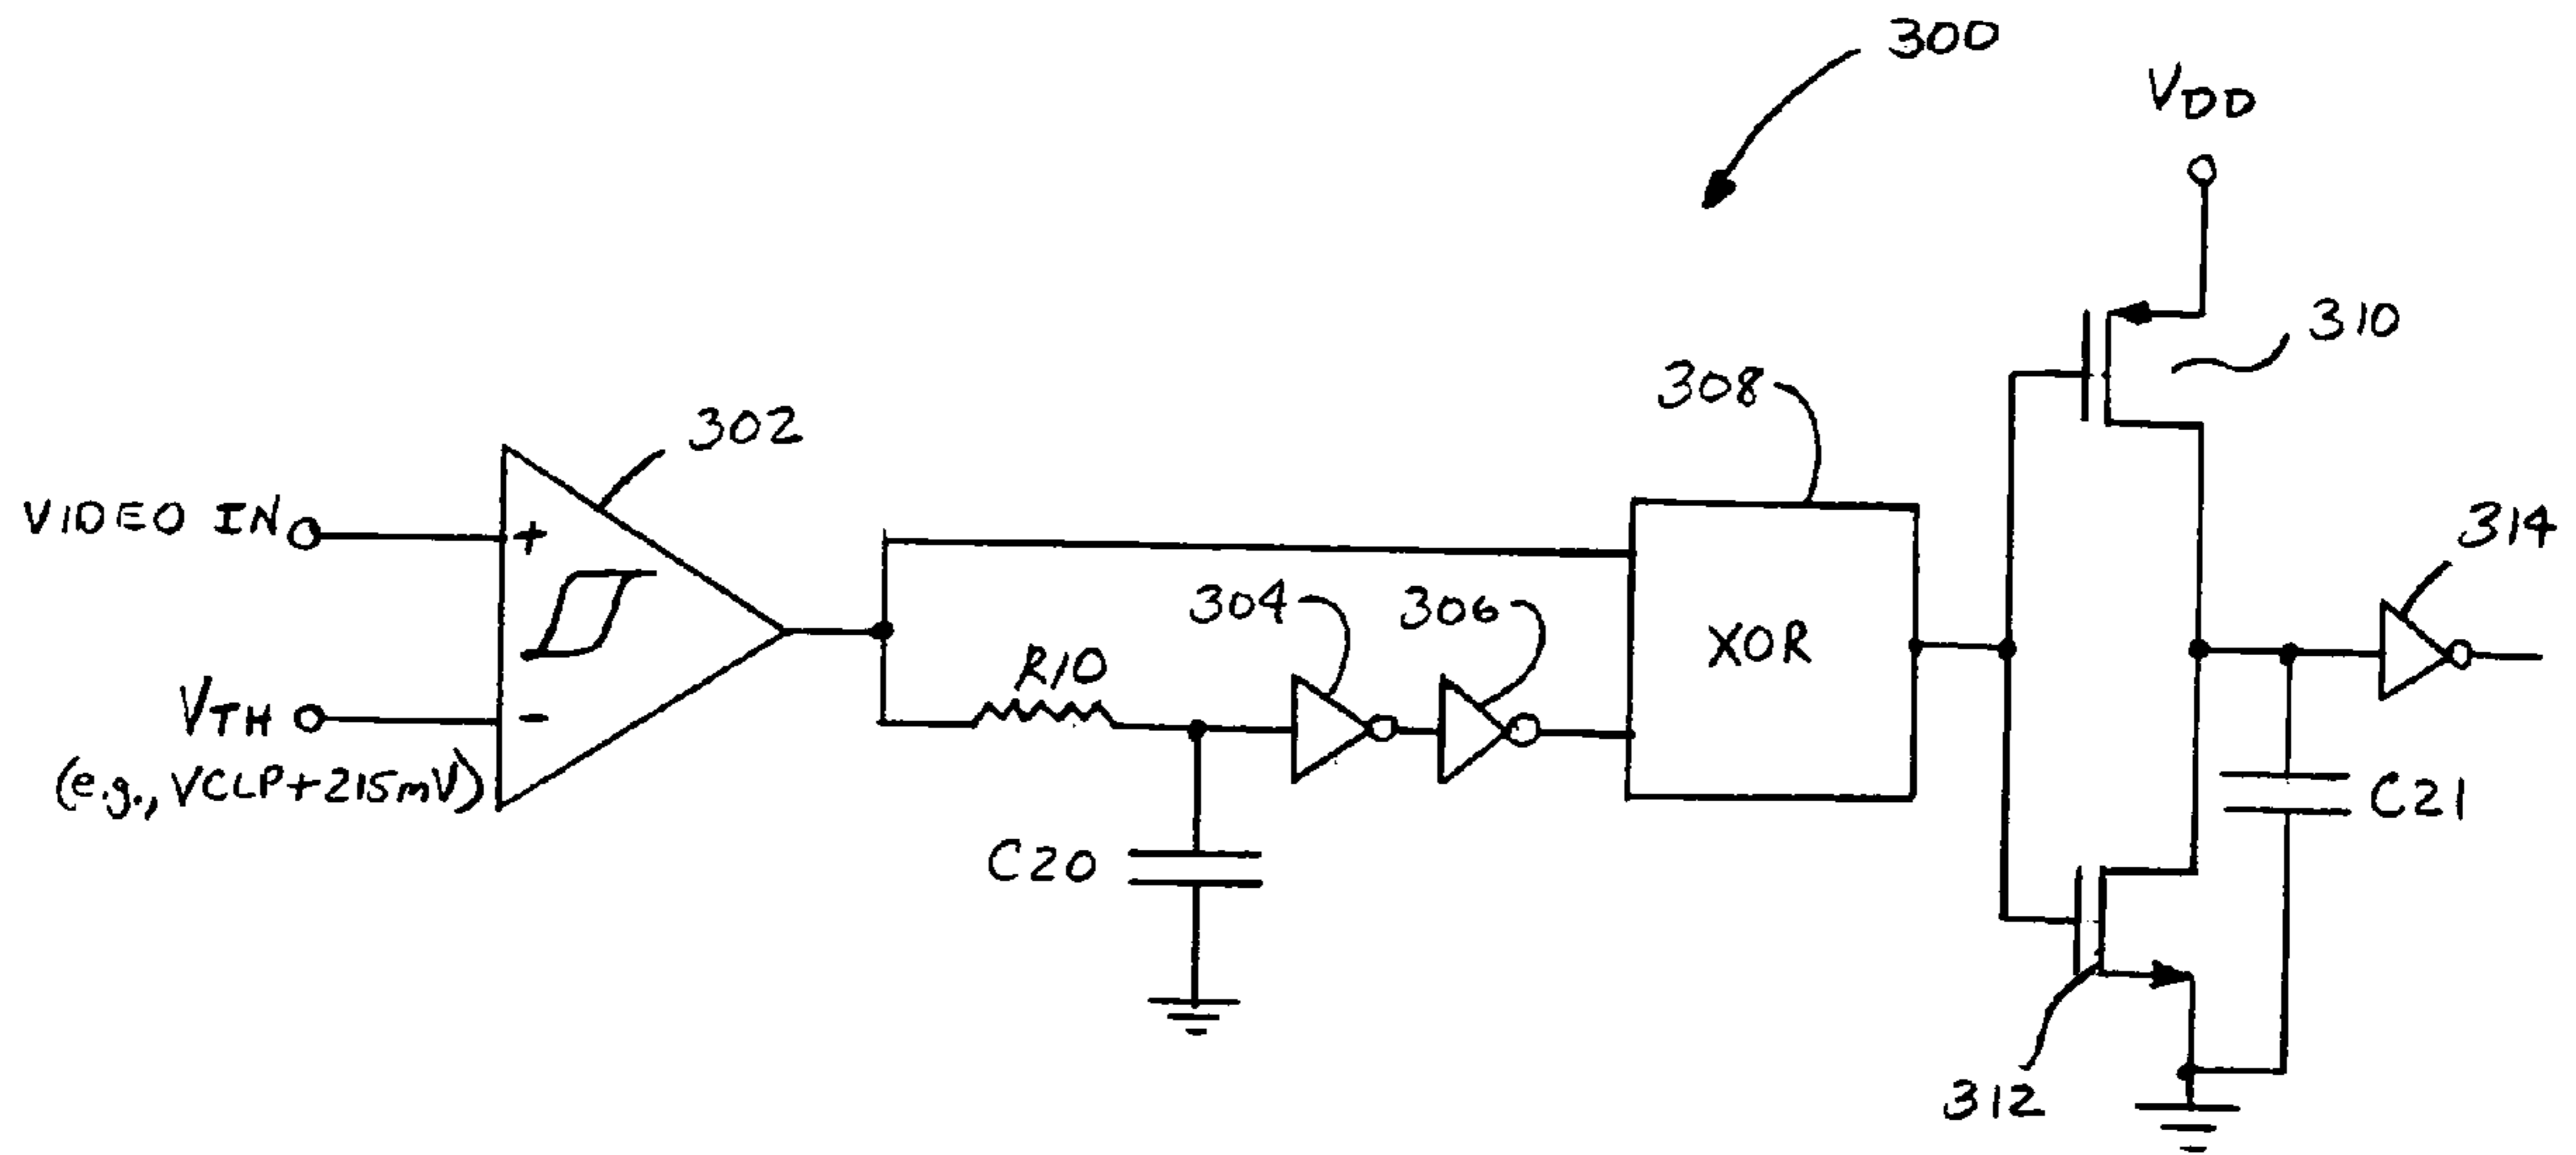 300
VDD
310
308
302
VIDEO IN
+
314
304
306
XOR
R10
VTH
-
(e.g., VCLP+215mV)
C21
C20
312